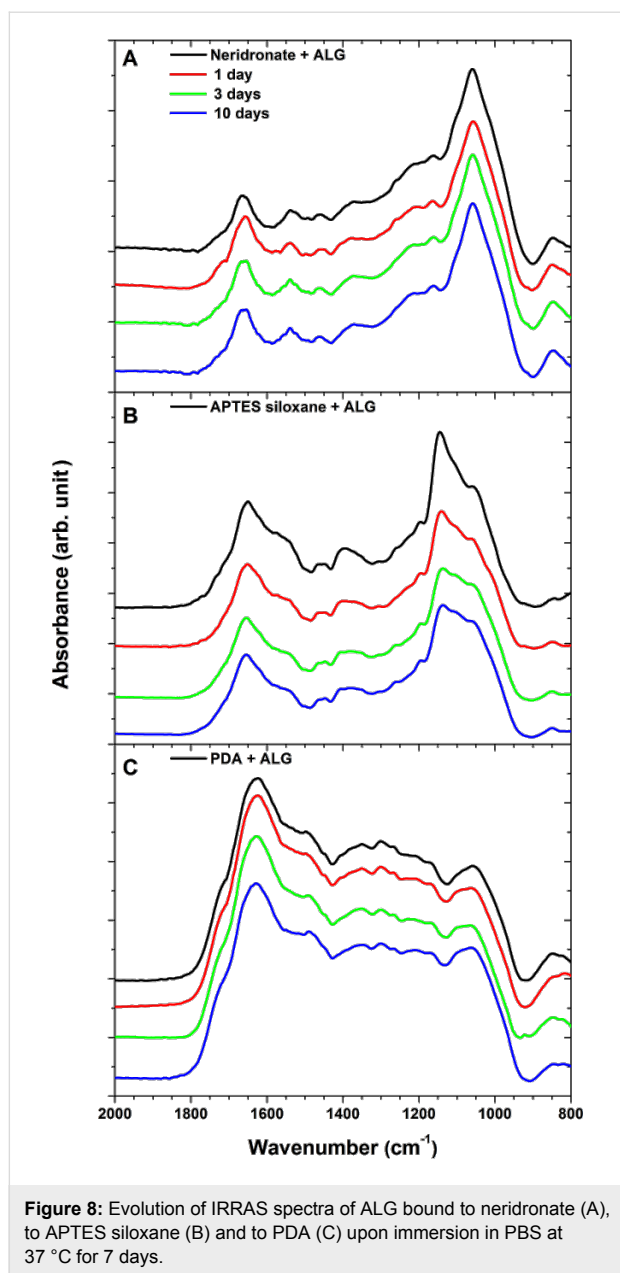 A
Neridronate + ALG
1 day
3 days
10 days
B
APTES siloxane + ALG
C
PDA + ALG
Absorbance (arb. unit )
2000 1800 1600 1400 1200 1000 800
Wavenumber (cm⁻¹)
Figure 8: Evolution of IRRAS spectra of ALG bound to neridronate (A),
to APTES siloxane (B) and to PDA (C) upon immersion in PBS at
37 °C for 7 days.